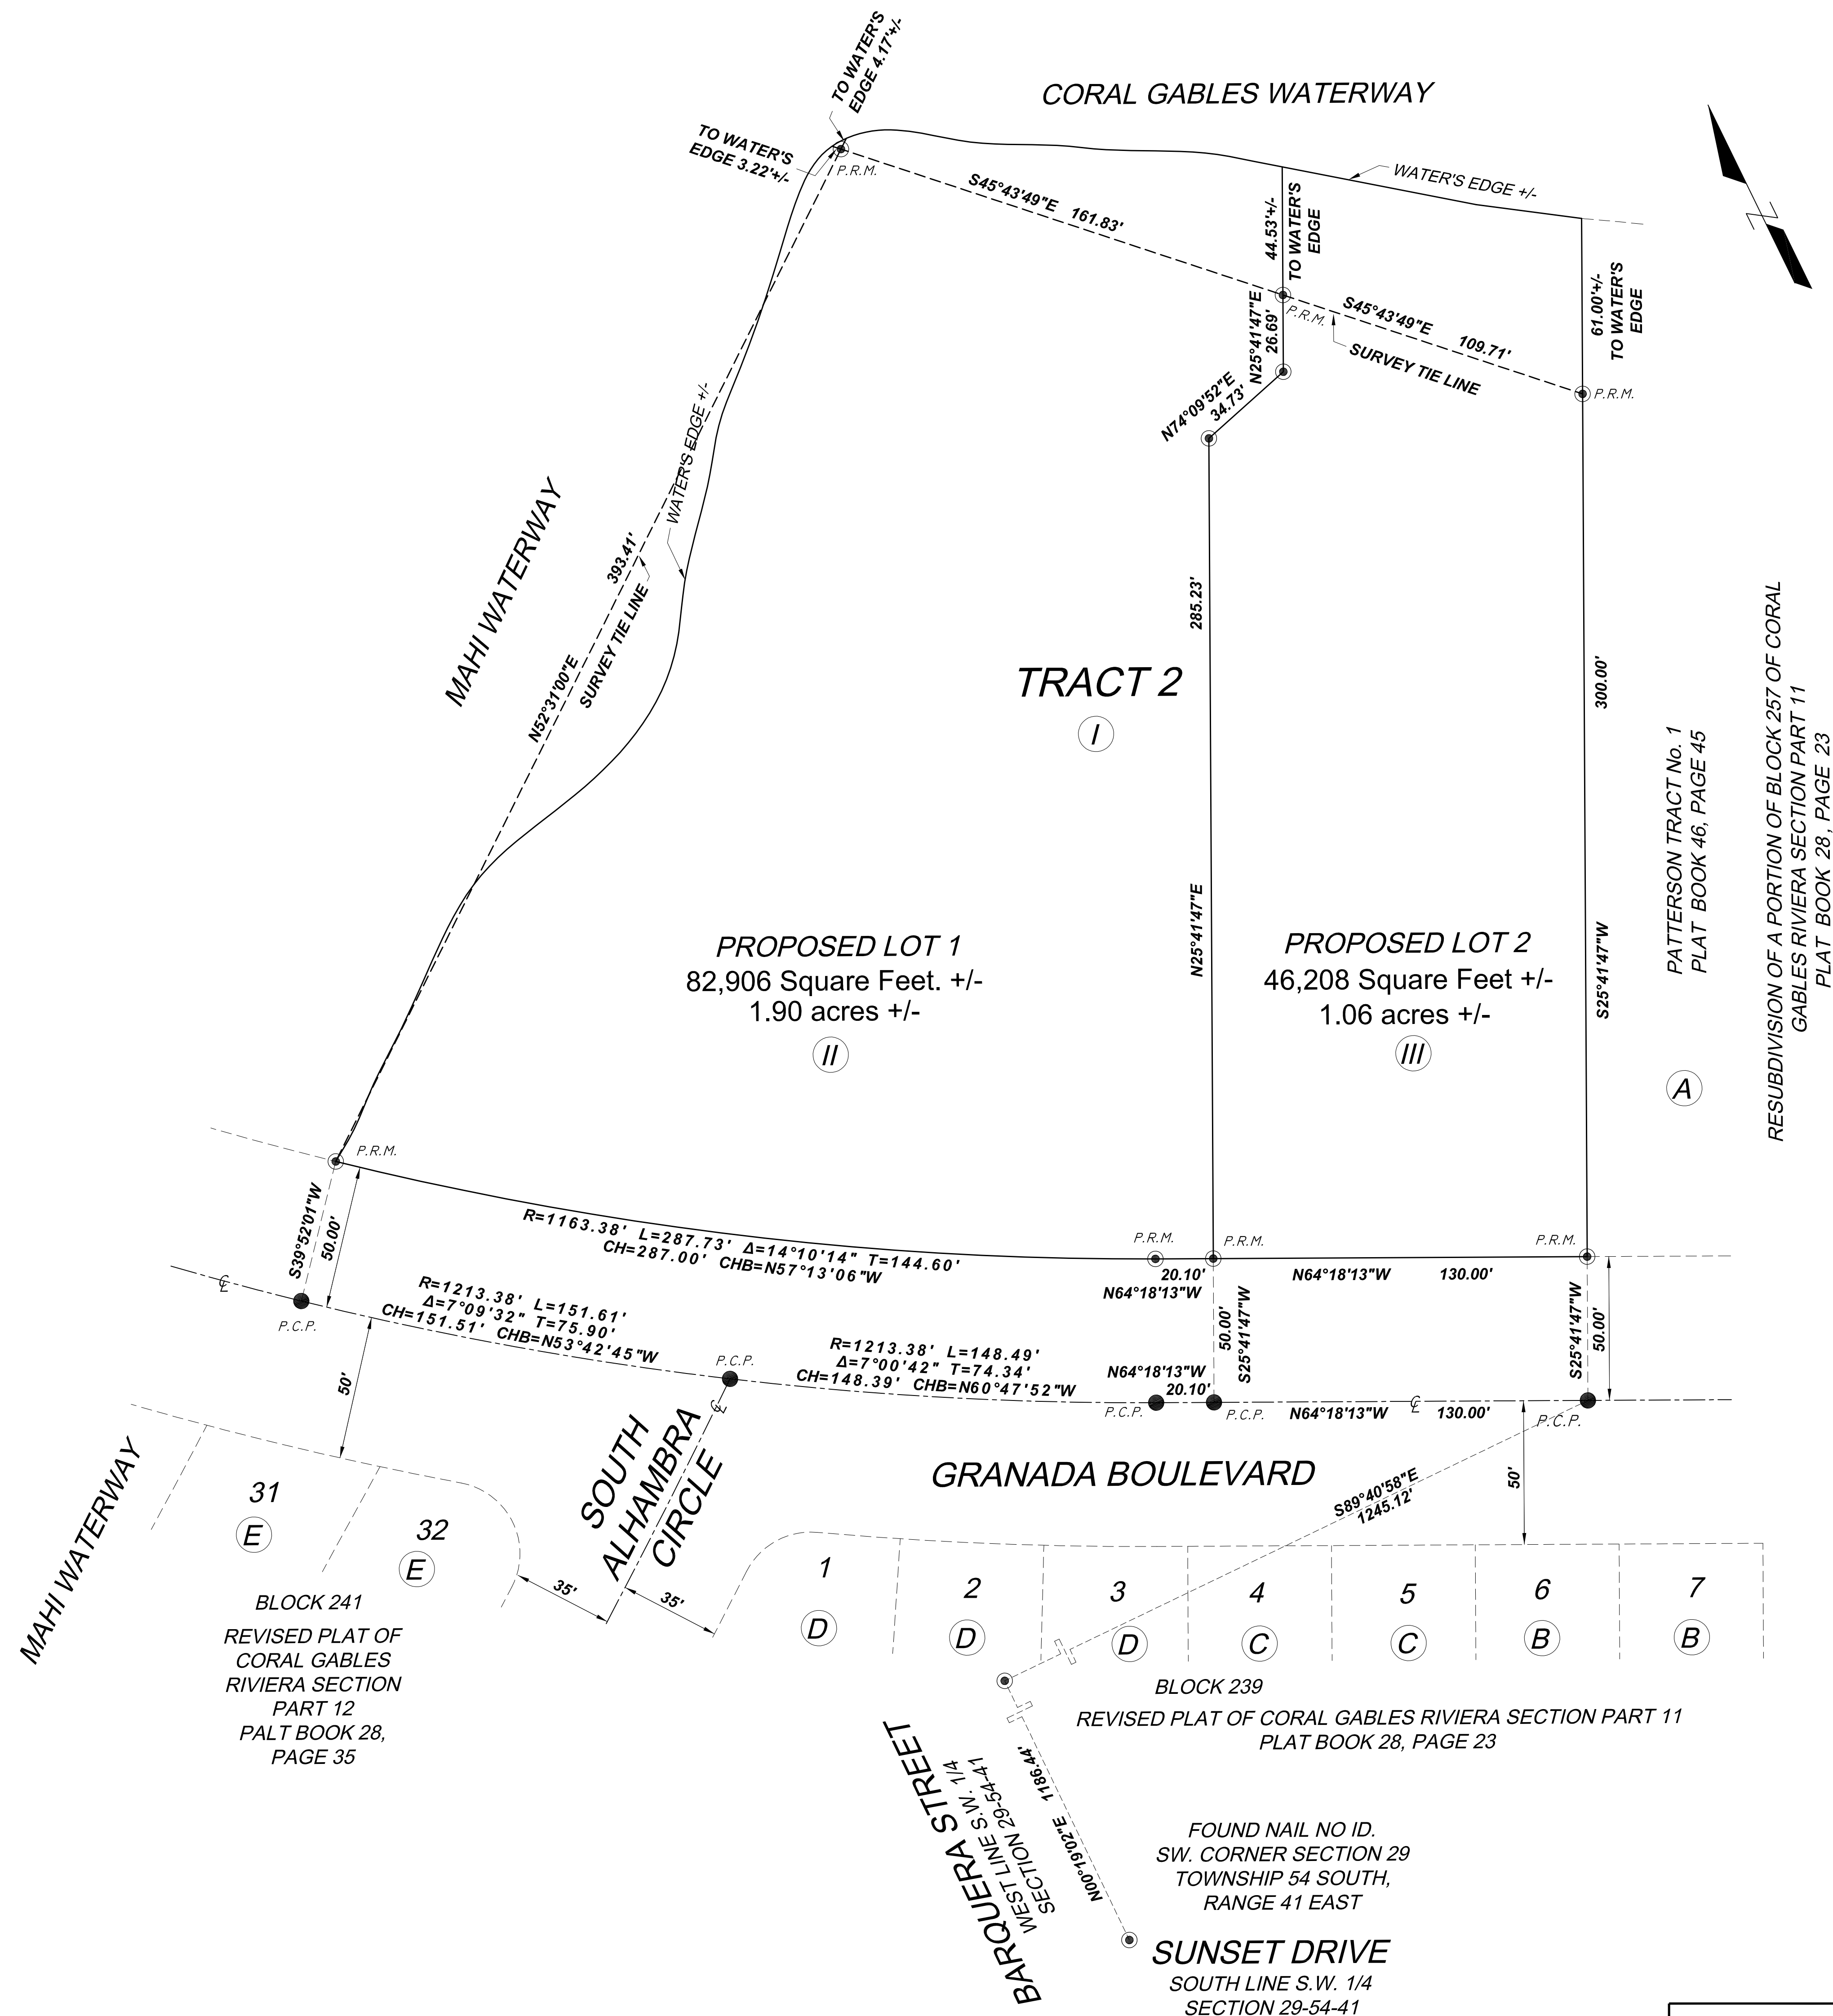 TO WATER'S
EDGE 4.17'+/-
CORAL GABLES WATERWAY
TO WATER'S
EDGE 3.22'+/-
P.R.M.
WATER'S EDGE +/-
S45°43'49"E 161.83'
44.53'+/-
TO WATER'S
EDGE
61.00'+/-
TO WATER'S
EDGE
N25°41'47"E
26.69'
P.R.M.
S45°43'49"E 109.71'
SURVEY TIE LINE
P.R.M.
N74°09'52"E
34.73'
WATER'S EDGE +/-
MAHI WATERWAY
393.41'
N52°31'00"E
SURVEY TIE LINE
285.23'
N25°41'47"E
TRACT 2
I
300.00'
S25°41'47"W
PATTERSON TRACT No. 1
PLAT BOOK 46, PAGE 45
RESUBDIVISION OF A PORTION OF BLOCK 257 OF CORAL
GABLES RIVIERA SECTION PART 11
PLAT BOOK 28, PAGE 23
PROPOSED LOT 1
82,906 Square Feet. +/-
1.90 acres +/-
II
PROPOSED LOT 2
46,208 Square Feet +/-
1.06 acres +/-
III
A
P.R.M.
S39°52'01"W
50.00'
R=1163.38' L=287.73' Δ=14°10'14" T=144.60'
CH=287.00' CHB=N57°13'06"W
P.R.M.
P.R.M.
P.R.M.
20.10'
N64°18'13"W
N64°18'13"W 130.00'
℄
P.C.P.
R=1213.38' L=151.61'
Δ=7°09'32" T=75.90'
CH=151.51' CHB=N53°42'45"W
P.C.P.
℄
R=1213.38' L=148.49'
Δ=7°00'42" T=74.34'
CH=148.39' CHB=N60°47'52"W
N64°18'13"W
20.10'
50.00'
S25°41'47"W
S25°41'47"W
50.00'
P.C.P.
P.C.P.
N64°18'13"W ℄ 130.00'
P.C.P.
50'
50'
GRANADA BOULEVARD
S89°40'58"E
1245.12'
SOUTH
ALHAMBRA
CIRCLE
MAHI WATERWAY
31
E
32
E
35'
35'
1
D
2
D
3
D
4
C
5
C
6
B
7
B
BLOCK 241
REVISED PLAT OF
CORAL GABLES
RIVIERA SECTION
PART 12
PALT BOOK 28,
PAGE 35
BLOCK 239
REVISED PLAT OF CORAL GABLES RIVIERA SECTION PART 11
PLAT BOOK 28, PAGE 23
BARQUERA STREET
WEST LINE S.W. 1/4
SECTION 29-54-41
N00°19'02"E 1186.44'
FOUND NAIL NO ID.
SW. CORNER SECTION 29
TOWNSHIP 54 SOUTH,
RANGE 41 EAST
SUNSET DRIVE
SOUTH LINE S.W. 1/4
SECTION 29-54-41